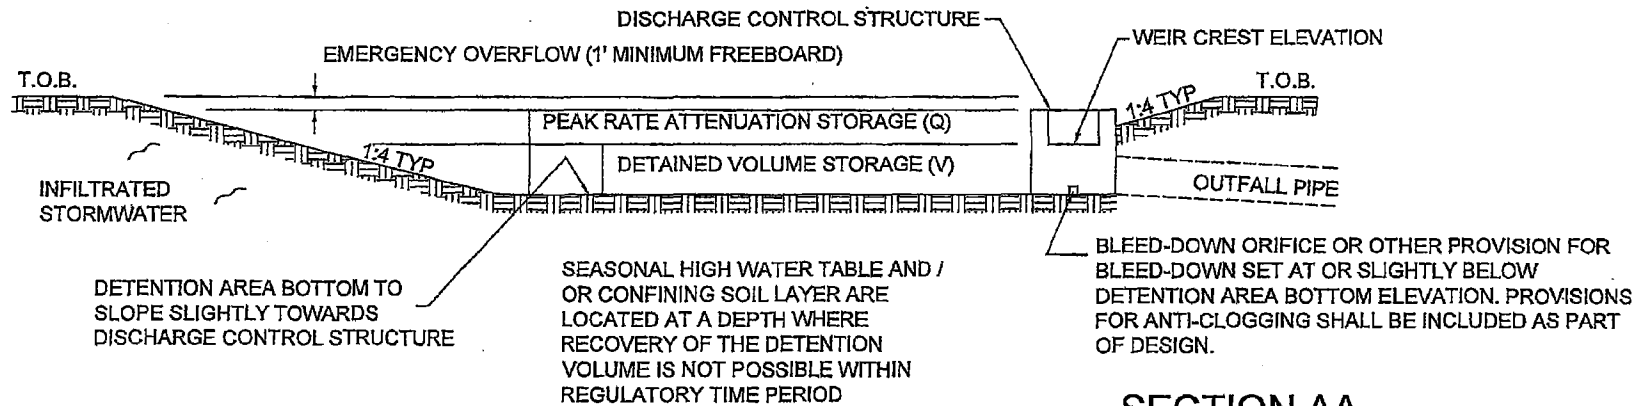 DISCHARGE CONTROL STRUCTURE
WEIR CREST ELEVATION
EMERGENCY OVERFLOW (1' MINIMUM FREEBOARD)
T.O.B.
T.O.B.
1:4 TYP
PEAK RATE ATTENUATION STORAGE (Q)
1:4 TYP
DETAINED VOLUME STORAGE (V)
OUTFALL PIPE
INFILTRATED
STORMWATER
DETENTION AREA BOTTOM TO
SLOPE SLIGHTLY TOWARDS
DISCHARGE CONTROL STRUCTURE
SEASONAL HIGH WATER TABLE AND /
OR CONFINING SOIL LAYER ARE
LOCATED AT A DEPTH WHERE
RECOVERY OF THE DETENTION
VOLUME IS NOT POSSIBLE WITHIN
REGULATORY TIME PERIOD
BLEED-DOWN ORIFICE OR OTHER PROVISION FOR
BLEED-DOWN SET AT OR SLIGHTLY BELOW
DETENTION AREA BOTTOM ELEVATION. PROVISIONS
FOR ANTI-CLOGGING SHALL BE INCLUDED AS PART
OF DESIGN.
SECTION AA